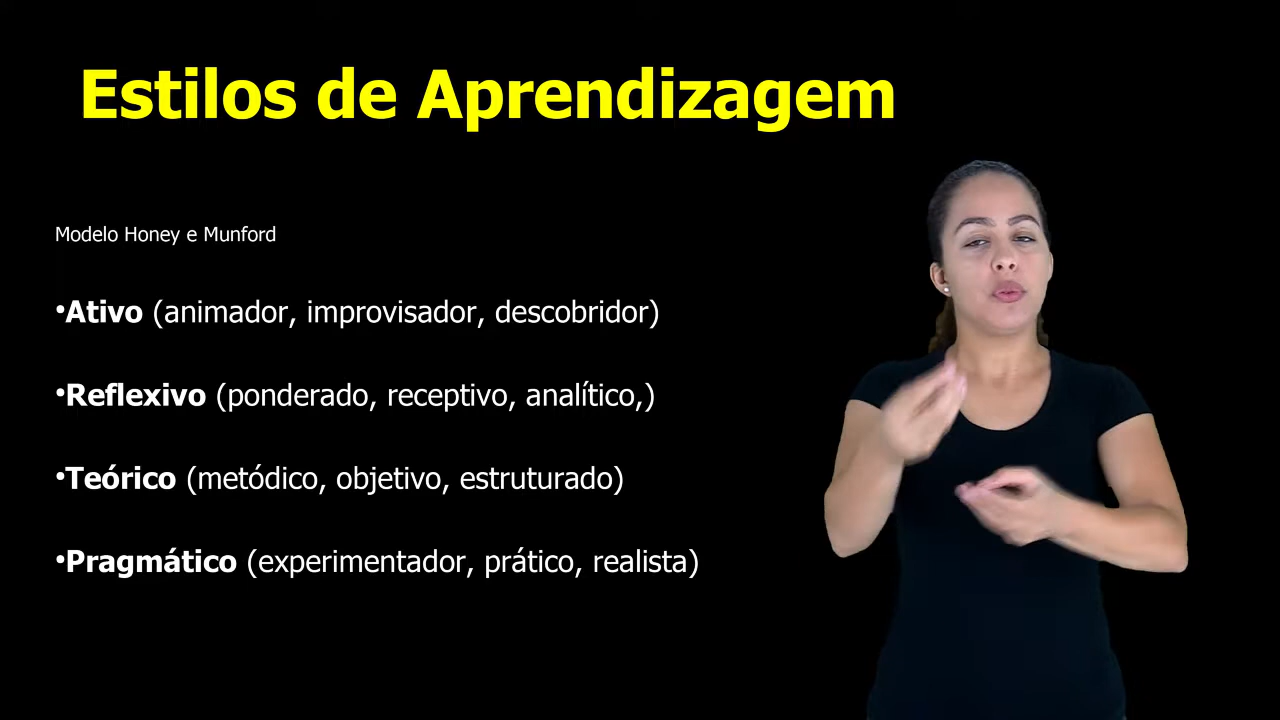 Estilos de Aprendizagem
Modelo Honey e Munford
•Ativo (animador, improvisador, descobridor)
•Reflexivo (ponderado, receptivo, analítico,)
•Teórico (metódico, objetivo, estruturado)
•Pragmático (experimentador, prático, realista)